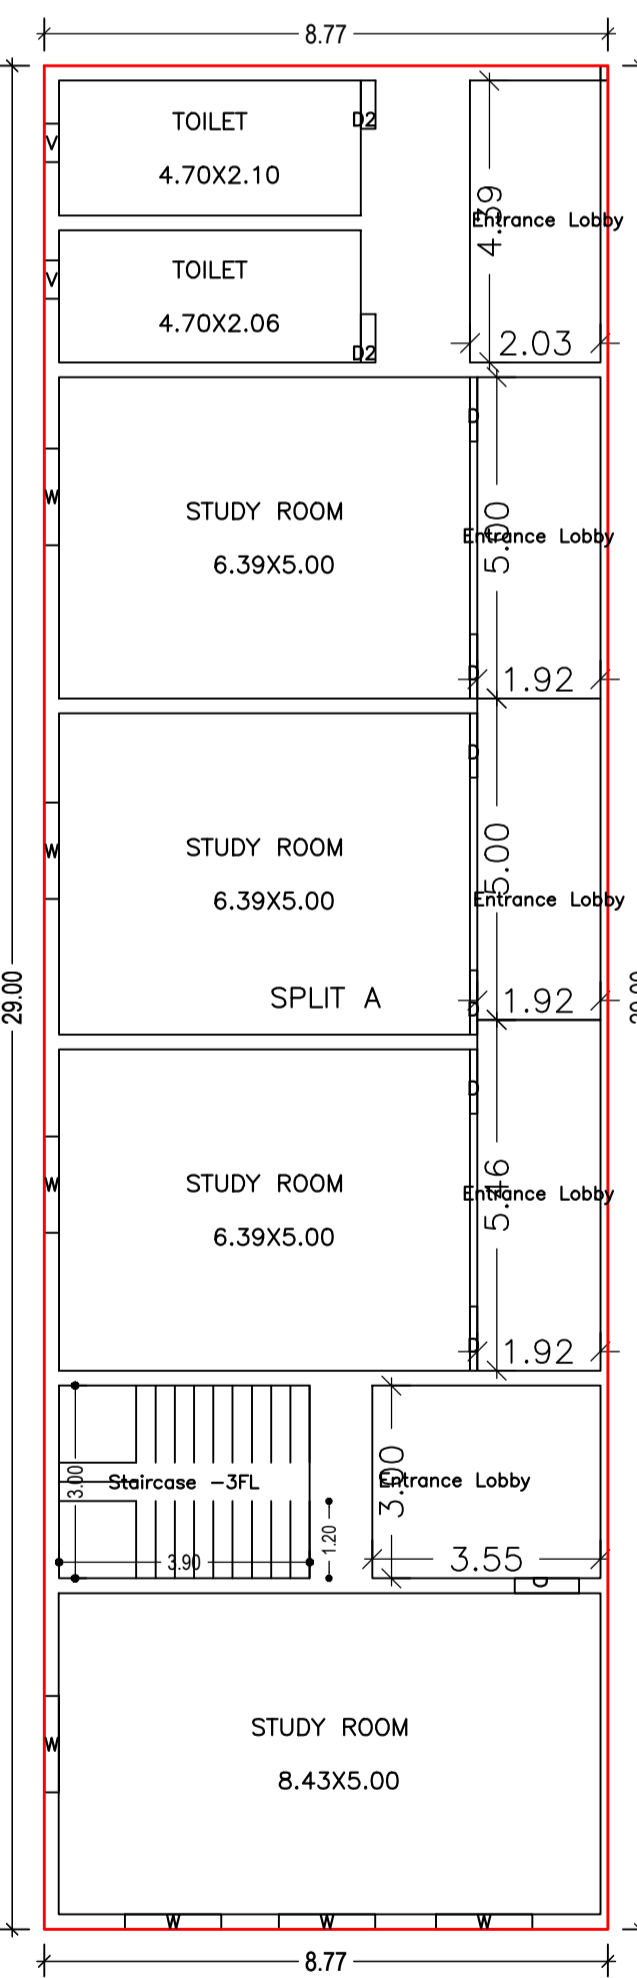 8.77
TOILET
4.70X2.10
D2
V
4.39
Entrance Lobby
TOILET
4.70X2.06
V
D2
2.03
D
W
STUDY ROOM
6.39X5.00
5.00
Entrance Lobby
D
1.92
D
STUDY ROOM
W
6.39X5.00
5.00
Entrance Lobby
SPLIT A
D
1.92
29.00
29.00
D
STUDY ROOM
W
6.39X5.00
5.46
Entrance Lobby
D
1.92
3.00
Staircase -3FL
3.90
1.20
3.00
Entrance Lobby
3.55
D
STUDY ROOM
W
8.43X5.00
W
W
W
8.77